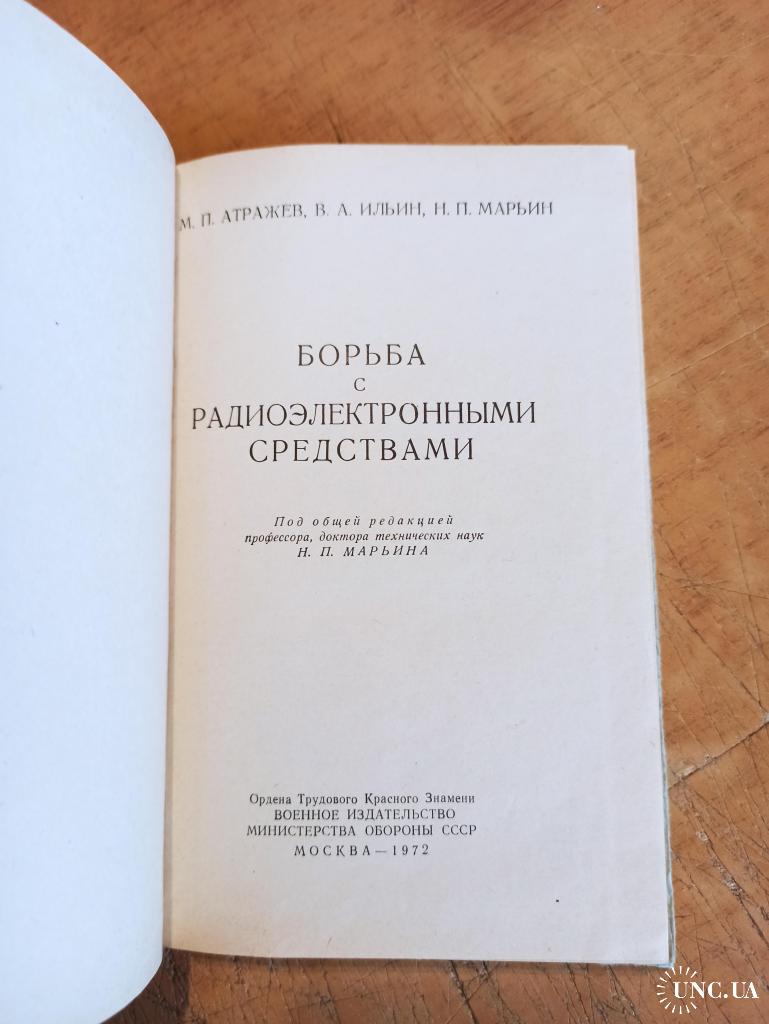 М. П. АТРАЖЕВ, В. А. ИЛЬИН, Н. П. МАРЬИН
БОРЬБА
С
РАДИОЭЛЕКТРОННЫМИ
СРЕДСТВАМИ
Под общей редакцией
профессора, доктора технических наук
Н. П. МАРЬИНА
Ордена Трудового Красного Знамени
ВОЕННОЕ ИЗДАТЕЛЬСТВО
МИНИСТЕРСТВА ОБОРОНЫ СССР
МОСКВА — 1972
UNC.UA